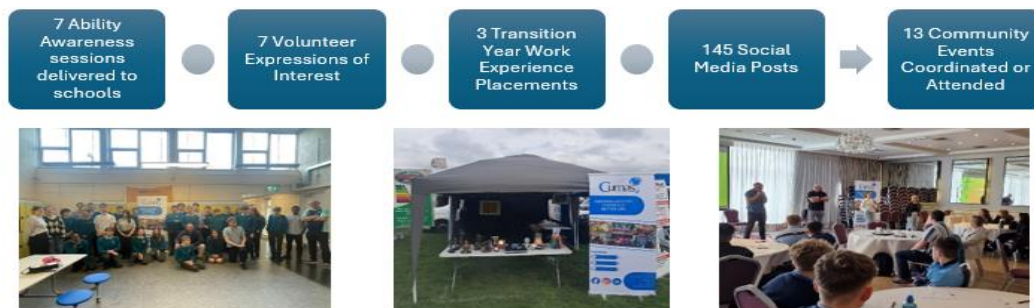 7 Ability
Awareness
sessions
delivered to
schools
7 Volunteer
Expressions of
Interest
3 Transition
Year Work
Experience
Placements
145 Social
Media Posts
13 Community
Events
Coordinated or
Attended
Cumas